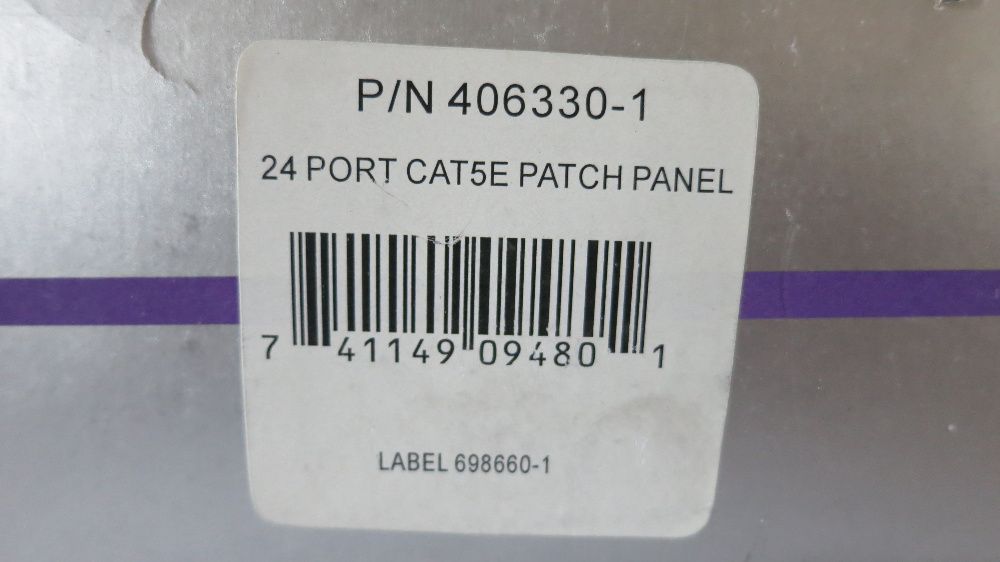 P/N 406330-1
24 PORT CAT5E PATCH PANEL
7 41149 09480 1
LABEL 698660-1